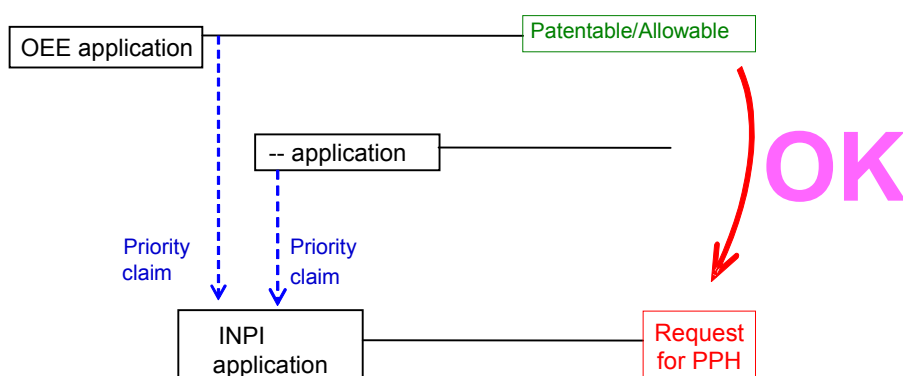 OEE application
Patentable/Allowable
-- application
OK
Priority
claim
Priority
claim
INPI
application
Request
for PPH